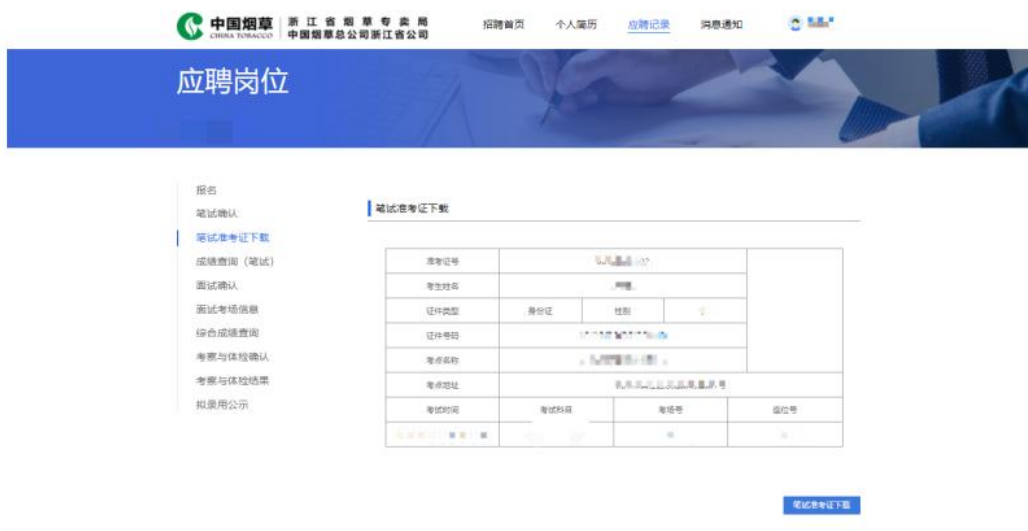 中国烟草 浙江省烟草专卖局
CHINA TOBACCO 中国烟草总公司浙江省公司
招聘首页 个人简历 应聘记录 消息通知
应聘岗位
报名
笔试确认
笔试准考证下载
成绩查询（笔试）
面试确认
面试考场信息
综合成绩查询
考察与体检确认
考察与体检结果
拟录用公示
笔试准考证下载
准考证号
考生姓名
证件类型 身份证 性别
证件号码
考点名称
考点地址
考试时间 考试科目 考场号 座位号
笔试准考证下载